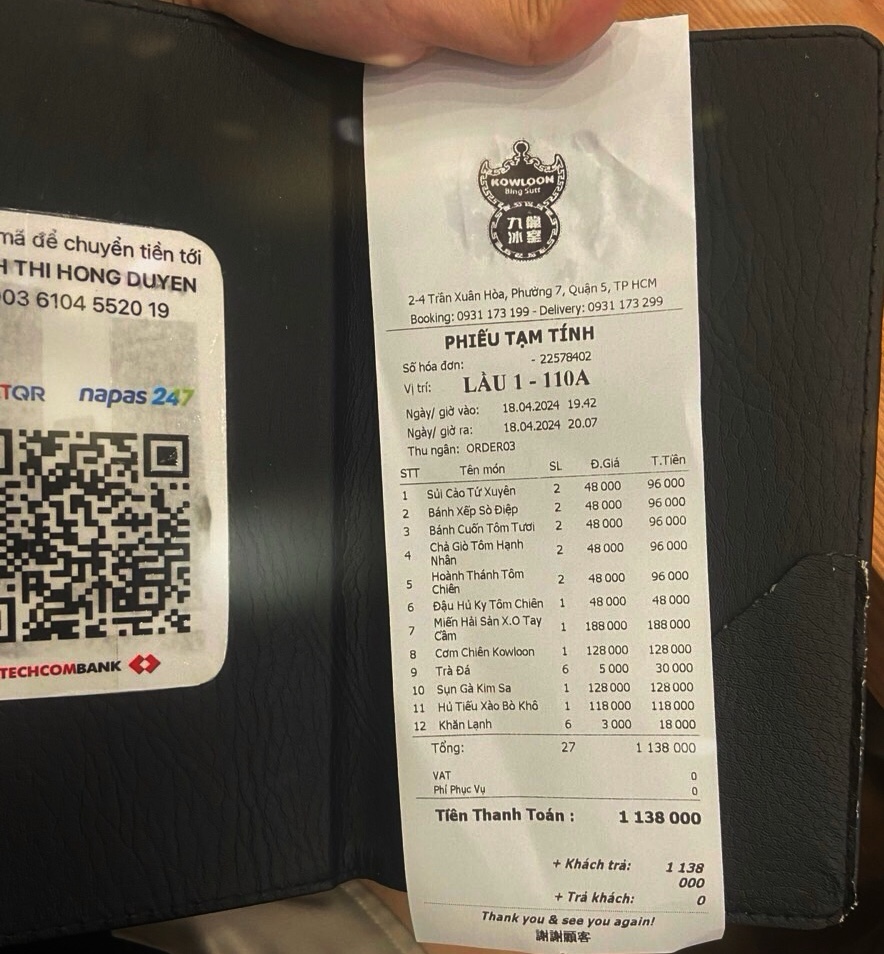 mã để chuyển tiền tới
THI HONG DUYEN
03 6104 5520 19
napas 247
TECHCOMBANK
KOWLOON
Bing Sutt
九龍
冰室
2-4 Trần Xuân Hòa, Phường 7, Quận 5, TP HCM
Booking: 0931 173 199 - Delivery: 0931 173 299
PHIẾU TẠM TÍNH
Số hóa đơn: - 22578402
Vị trí: LẦU 1 - 110A
Ngày/ giờ vào: 18.04.2024 19.42
Ngày/ giờ ra: 18.04.2024 20.07
Thu ngân: ORDER03
STT Tên món SL Đ.Giá T.Tiền
1 Sủi Cảo Tứ Xuyên 2 48 000 96 000
2 Bánh Xếp Sò Điệp 2 48 000 96 000
3 Bánh Cuốn Tôm Tươi 2 48 000 96 000
4 Chả Giò Tôm Hạnh Nhân 2 48 000 96 000
5 Hoành Thánh Tôm Chiên 2 48 000 96 000
6 Đậu Hủ Ky Tôm Chiên 1 48 000 48 000
7 Miến Hải Sản X.O Tay Cầm 1 188 000 188 000
8 Cơm Chiên Kowloon 1 128 000 128 000
9 Trà Đá 6 5 000 30 000
10 Sụn Gà Kim Sa 1 128 000 128 000
11 Hủ Tiếu Xào Bò Khô 1 118 000 118 000
12 Khăn Lạnh 6 3 000 18 000
Tổng: 27 1 138 000
VAT 0
Phí Phục Vụ 0
Tiền Thanh Toán : 1 138 000
+ Khách trả: 1 138 000
+ Trả khách: 0
Thank you & see you again!
謝謝顧客